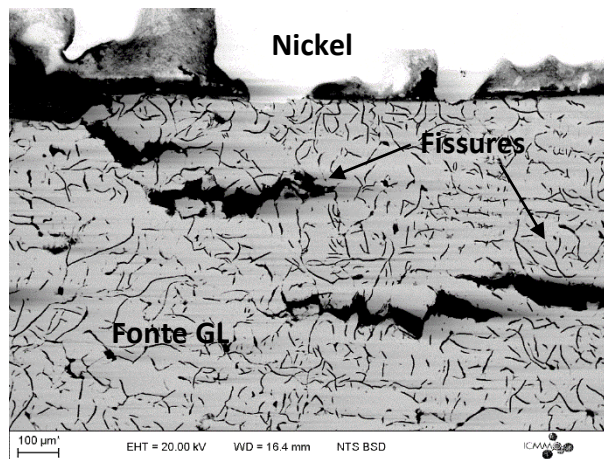 Nickel
Fissures
Fonte GL
100 µm
EHT = 20.00 kV WD = 16.4 mm NTS BSD
ICMM